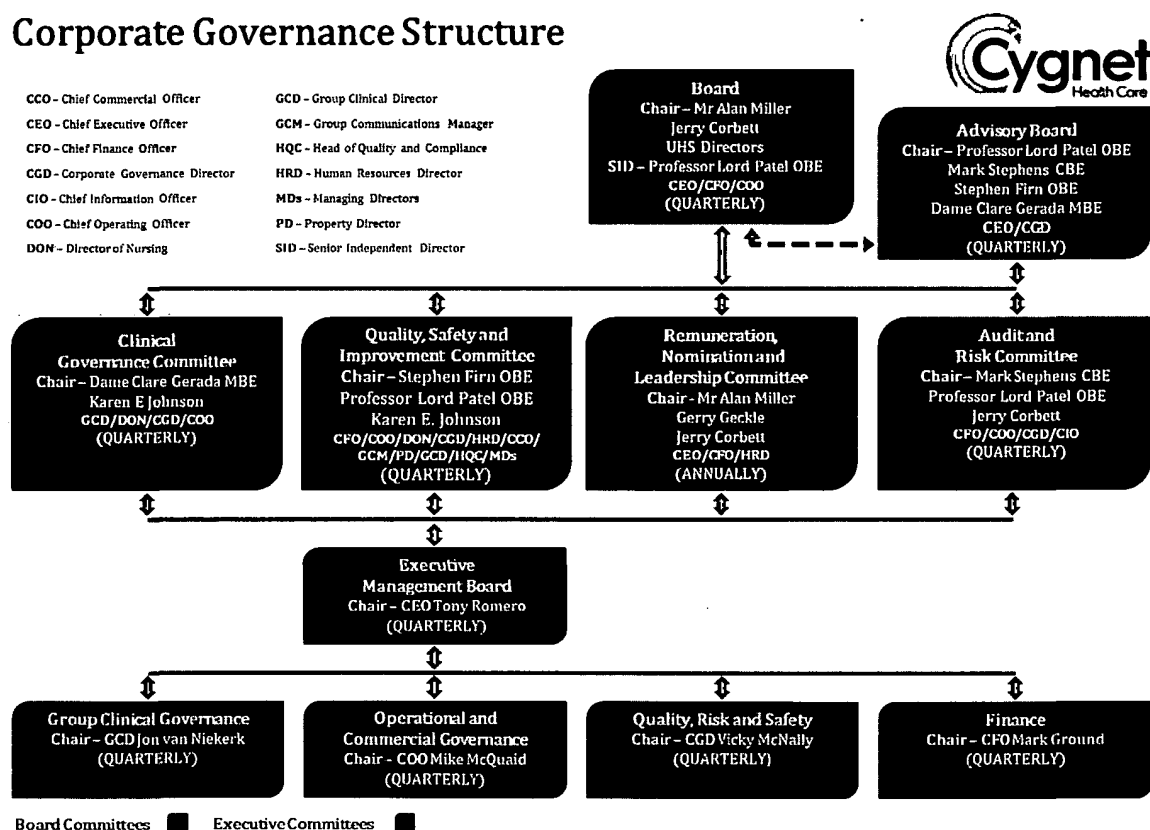 Corporate Governance Structure
Cygnet
Health Care
CCO – Chief Commercial Officer
CEO – Chief Executive Officer
CFO – Chief Finance Officer
CGD – Corporate Governance Director
CIO – Chief Information Officer
COO – Chief Operating Officer
DON – Director of Nursing
GCD – Group Clinical Director
GCM – Group Communications Manager
HQC – Head of Quality and Compliance
HRD – Human Resources Director
MDs – Managing Directors
PD – Property Director
SID – Senior Independent Director
Board
Chair – Mr Alan Miller
Jerry Corbett
UHS Directors
SID – Professor Lord Patel OBE
CEO/CFO/COO
(QUARTERLY)
Advisory Board
Chair – Professor Lord Patel OBE
Mark Stephens CBE
Stephen Firn OBE
Dame Clare Gerada MBE
CEO/CGD
(QUARTERLY)
Clinical
Governance Committee
Chair – Dame Clare Gerada MBE
Karen E Johnson
GCD/DON/CGD/COO
(QUARTERLY)
Quality, Safety and
Improvement Committee
Chair – Stephen Firn OBE
Professor Lord Patel OBE
Karen E. Johnson
CFO/COO/DON/CGD/HRD/CCO/
GCM/PD/GCD/HQC/MDs
(QUARTERLY)
Remuneration,
Nomination and
Leadership Committee
Chair – Mr Alan Miller
Gerry Geckle
Jerry Corbett
CEO/CFO/HRD
(ANNUALLY)
Audit and
Risk Committee
Chair – Mark Stephens CBE
Professor Lord Patel OBE
Jerry Corbett
CFO/COO/CGD/CIO
(QUARTERLY)
Executive
Management Board
Chair – CEO Tony Romero
(QUARTERLY)
Group Clinical Governance
Chair – GCD Jon van Niekerk
(QUARTERLY)
Operational and
Commercial Governance
Chair – COO Mike McQuaid
(QUARTERLY)
Quality, Risk and Safety
Chair – CGD Vicky McNally
(QUARTERLY)
Finance
Chair – CFO Mark Ground
(QUARTERLY)
Board Committees
Executive Committees